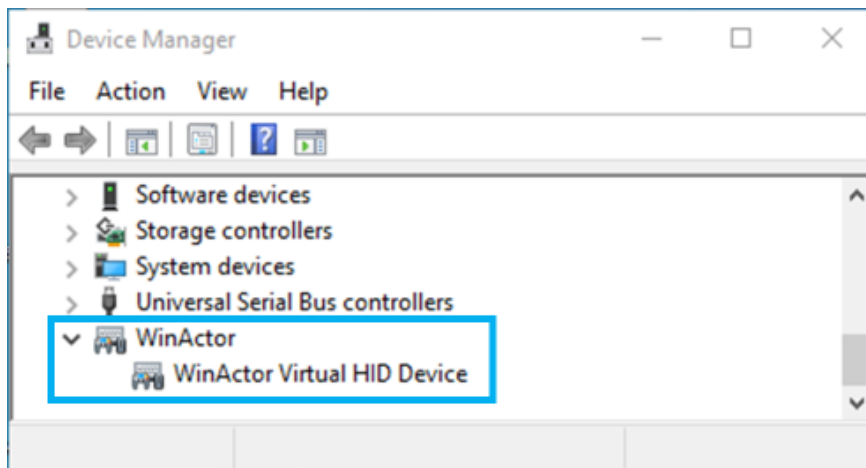 Device Manager
File Action View Help
Software devices
Storage controllers
System devices
Universal Serial Bus controllers
WinActor
WinActor Virtual HID Device